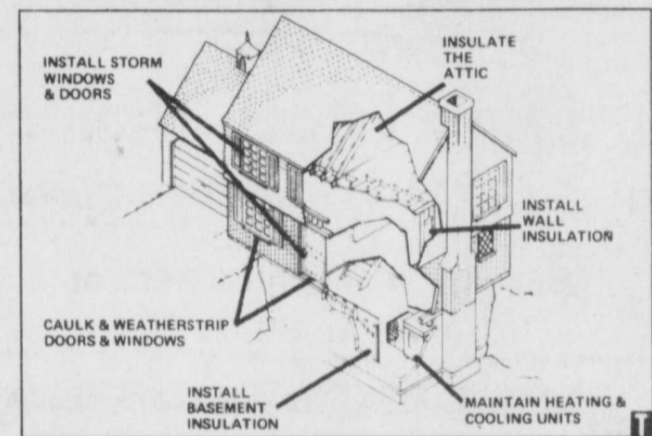 INSTALL STORM
WINDOWS
& DOORS
INSULATE
THE
ATTIC
INSTALL
WALL
INSULATION
CAULK & WEATHERSTRIP
DOORS & WINDOWS
INSTALL
BASEMENT
INSULATION
MAINTAIN HEATING &
COOLING UNITS
T